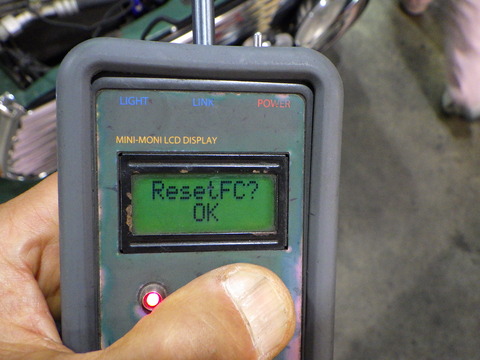 LIGHT LINK POWER
MINI-MONI LCD DISPLAY
ResetFC?
OK